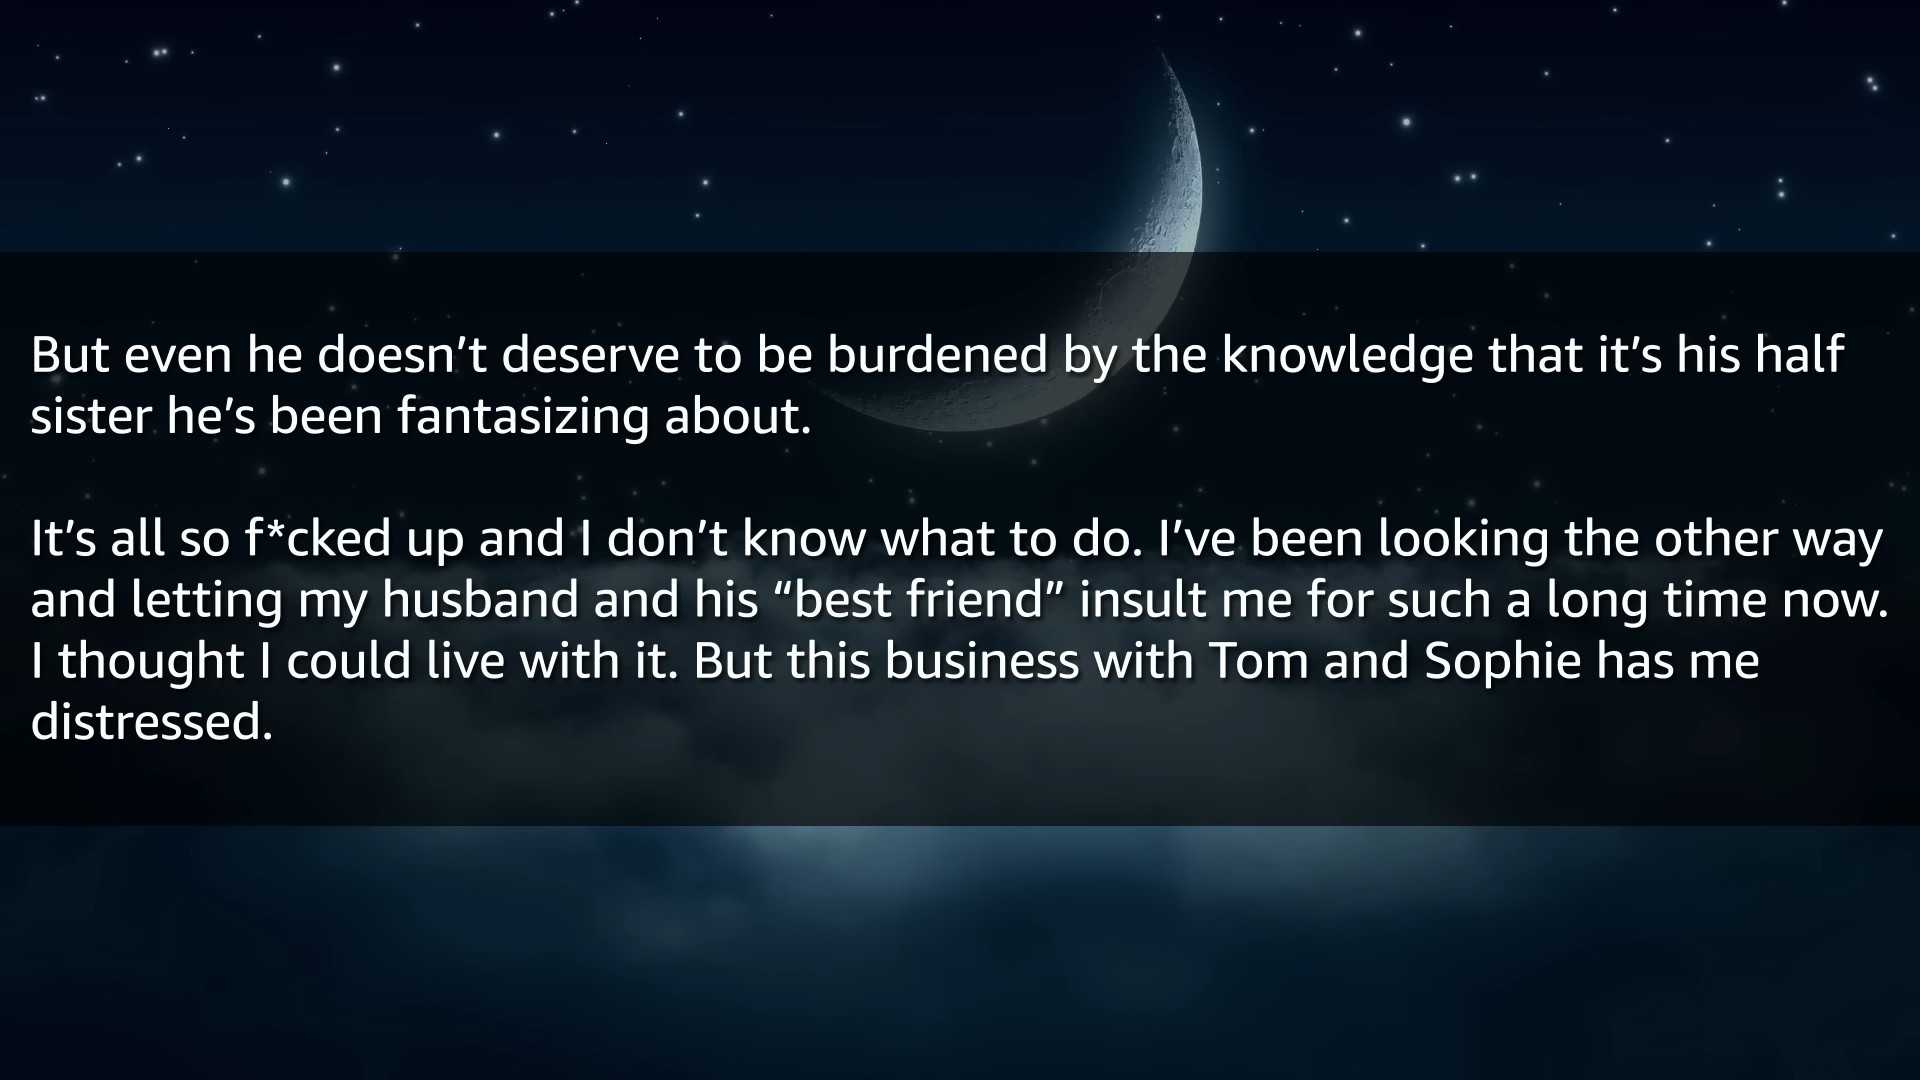 But even he doesn’t deserve to be burdened by the knowledge that it’s his half
sister he’s been fantasizing about.
It’s all so f*cked up and I don’t know what to do. I’ve been looking the other way
and letting my husband and his “best friend” insult me for such a long time now.
I thought I could live with it. But this business with Tom and Sophie has me
distressed.